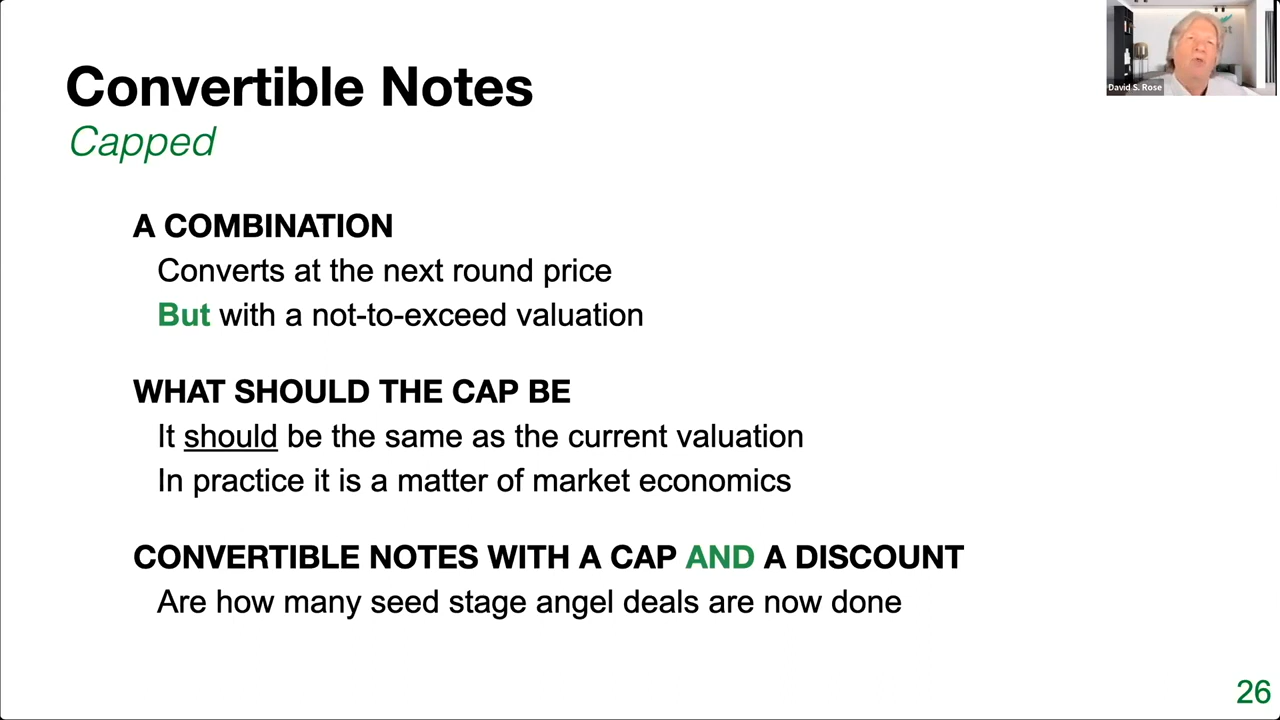 Convertible Notes
Capped
A COMBINATION
Converts at the next round price
But with a not-to-exceed valuation
WHAT SHOULD THE CAP BE
It should be the same as the current valuation
In practice it is a matter of market economics
CONVERTIBLE NOTES WITH A CAP AND A DISCOUNT
Are how many seed stage angel deals are now done
David S. Rose
26